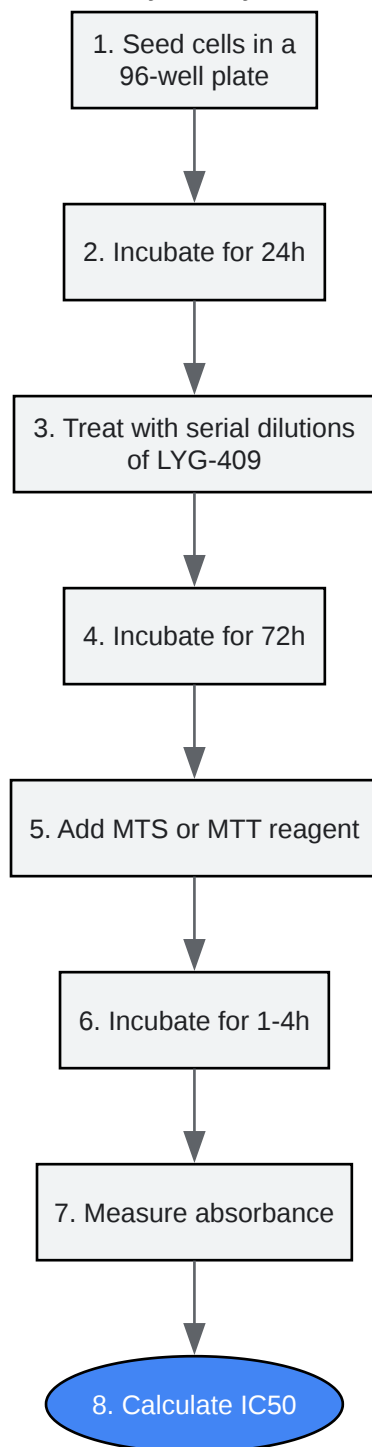 1. Seed cells in a
96-well plate
2. Incubate for 24h
3. Treat with serial dilutions
of LYG-409
4. Incubate for 72h
5. Add MTS or MTT reagent
6. Incubate for 1-4h
7. Measure absorbance
8. Calculate IC50